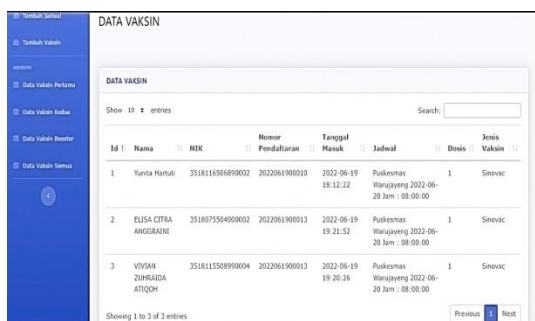 Tambah Jadwal
Tambah Vaksin
Data Vaksin Pertama
Data Vaksin Kedua
Data Vaksin Booster
Data Vaksin Semua
DATA VAKSIN
DATA VAKSIN
Show 10 entries
Search:
Id Nama NIK Nomor Pendaftaran Tanggal Masuk Jadwal Dosis Jenis Vaksin
1 Yunita Hartuti 3518116506890002 2022061900010 2022-06-19 Puskesmas 1 Sinovac
18:12:22 Warujayeng 2022-06-
20 Jam : 08:00:00
2 ELISA CITRA 3518075504000002 2022061900013 2022-06-19 Puskesmas 1 Sinovac
ANGGRAINI 19:21:52 Warujayeng 2022-06-
20 Jam : 08:00:00
3 VIVIAN 3518115508990004 2022061900013 2022-06-19 Puskesmas 1 Sinovac
ZUHRAIDA 19:20:26 Warujayeng 2022-06-
ATIQOH 20 Jam : 08:00:00
Showing 1 to 3 of 3 entries
Previous 1 Next